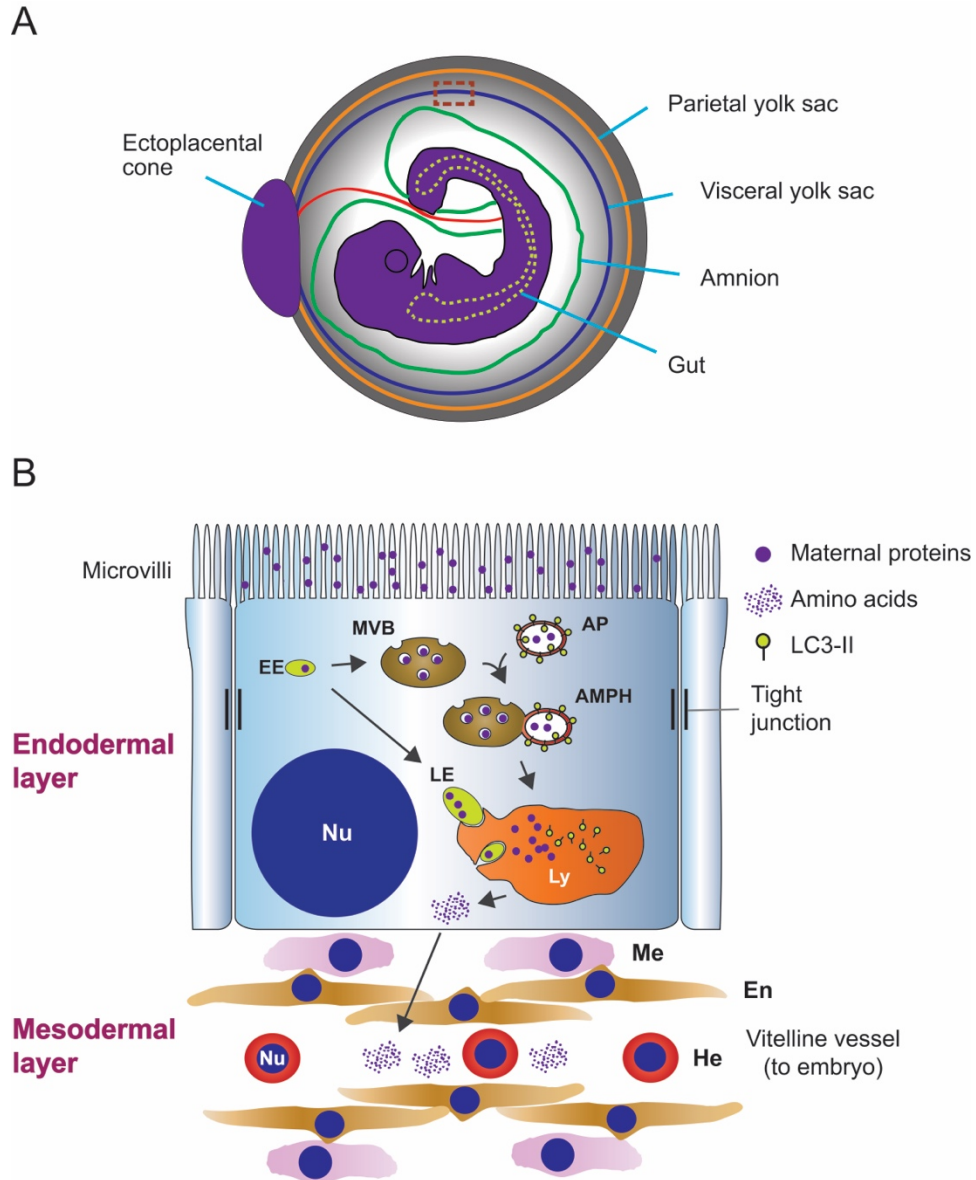 A
Ectoplacental
cone
Parietal yolk sac
Visceral yolk sac
Amnion
Gut
B
Microvilli
Maternal proteins
Amino acids
LC3-II
Tight
junction
MVB
AP
EE
AMPH
Endodermal
layer
LE
Nu
Ly
Me
En
Mesodermal
layer
Nu
He
Vitelline vessel
(to embryo)